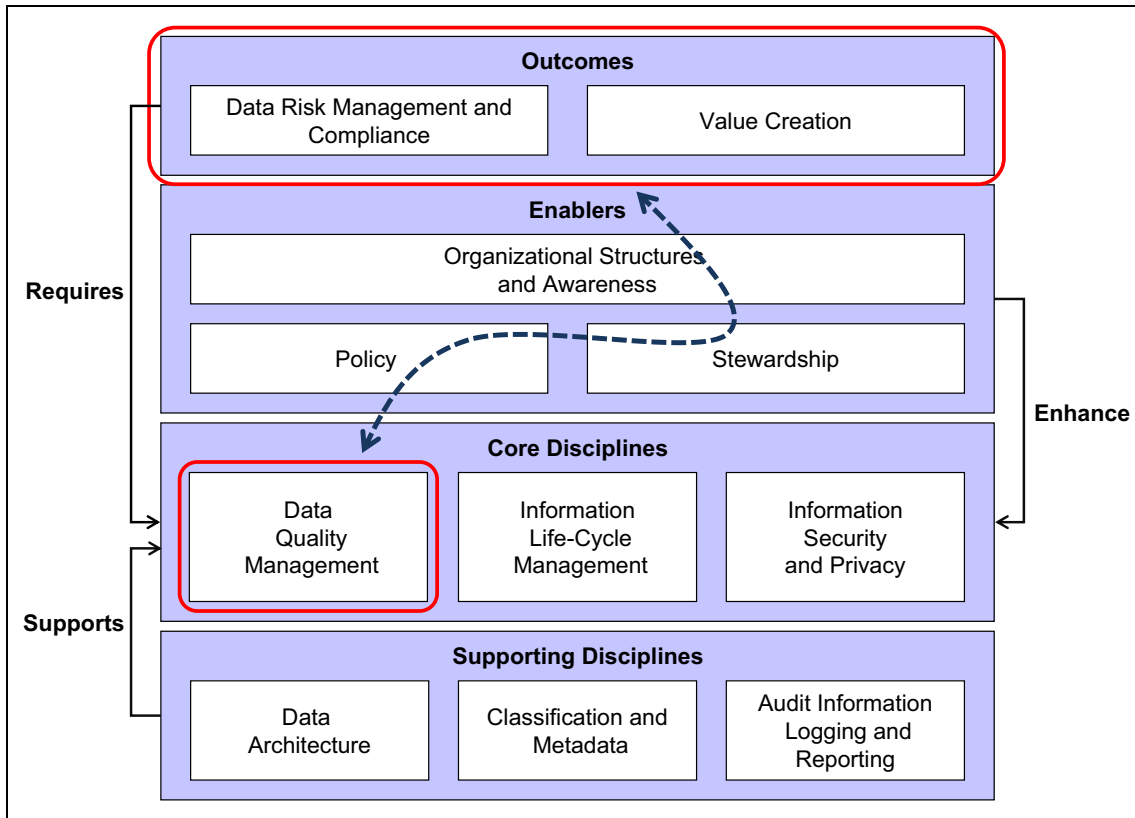 Outcomes
Data Risk Management and
Compliance
Value Creation
Enablers
Organizational Structures
and Awareness
Requires
Policy
Stewardship
Enhance
Core Disciplines
Data
Quality
Management
Information
Life-Cycle
Management
Information
Security
and Privacy
Supports
Supporting Disciplines
Data
Architecture
Classification and
Metadata
Audit Information
Logging and
Reporting